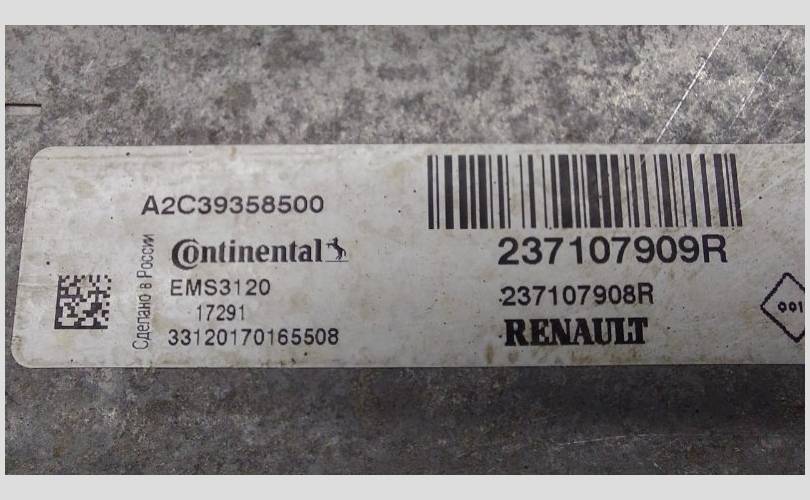 A2C39358500
Continental
EMS3120
17291
33120170165508
Сделано в России
237107909R
237107908R
RENAULT
001